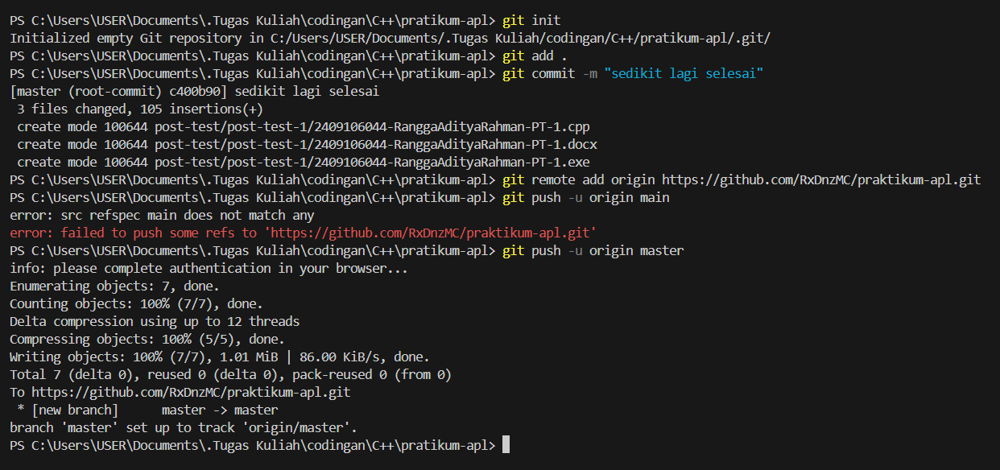 PS C:\Users\USER\Documents\.Tugas Kuliah\codingan\C++\pratikum-apl> git init
Initialized empty Git repository in C:/Users/USER/Documents/.Tugas Kuliah/codingan/C++/pratikum-apl/.git/
PS C:\Users\USER\Documents\.Tugas Kuliah\codingan\C++\pratikum-apl> git add .
PS C:\Users\USER\Documents\.Tugas Kuliah\codingan\C++\pratikum-apl> git commit -m "sedikit lagi selesai"
[master (root-commit) c400b90] sedikit lagi selesai
 3 files changed, 105 insertions(+)
 create mode 100644 post-test/post-test-1/2409106044-RanggaAdityaRahman-PT-1.cpp
 create mode 100644 post-test/post-test-1/2409106044-RanggaAdityaRahman-PT-1.docx
 create mode 100644 post-test/post-test-1/2409106044-RanggaAdityaRahman-PT-1.exe
PS C:\Users\USER\Documents\.Tugas Kuliah\codingan\C++\pratikum-apl> git remote add origin https://github.com/RxDnzMC/praktikum-apl.git
PS C:\Users\USER\Documents\.Tugas Kuliah\codingan\C++\pratikum-apl> git push -u origin main
error: src refspec main does not match any
error: failed to push some refs to 'https://github.com/RxDnzMC/praktikum-apl.git'
PS C:\Users\USER\Documents\.Tugas Kuliah\codingan\C++\pratikum-apl> git push -u origin master
info: please complete authentication in your browser...
Enumerating objects: 7, done.
Counting objects: 100% (7/7), done.
Delta compression using up to 12 threads
Compressing objects: 100% (5/5), done.
Writing objects: 100% (7/7), 1.01 MiB | 86.00 KiB/s, done.
Total 7 (delta 0), reused 0 (delta 0), pack-reused 0 (from 0)
To https://github.com/RxDnzMC/praktikum-apl.git
 * [new branch]      master -> master
branch 'master' set up to track 'origin/master'.
PS C:\Users\USER\Documents\.Tugas Kuliah\codingan\C++\pratikum-apl>